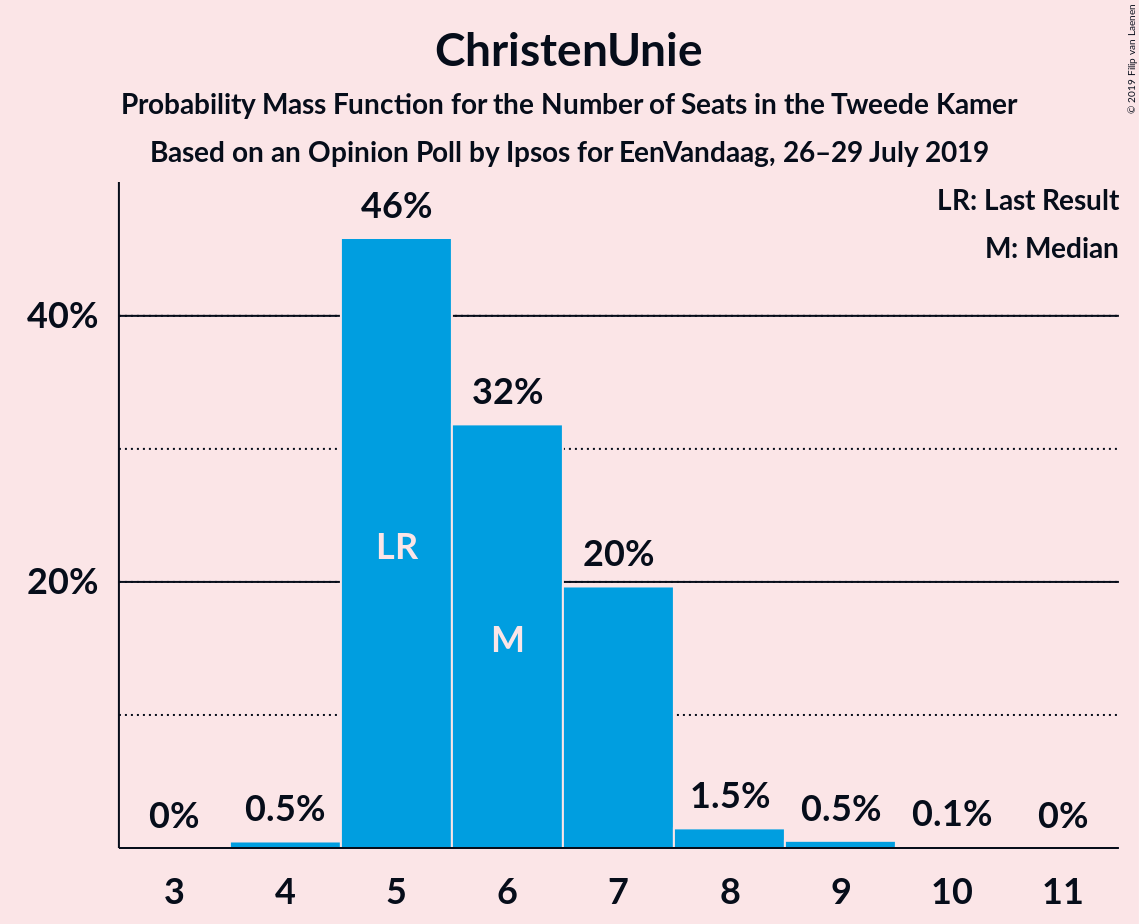 ChristenUnie
Probability Mass Function for the Number of Seats in the Tweede Kamer
Based on an Opinion Poll by Ipsos for EenVandaag, 26–29 July 2019
© 2019 Filip van Laenen
LR: Last Result
M: Median
40%
20%
0%
0.5%
46%
32%
20%
1.5%
0.5%
0.1%
0%
LR
M
3 4 5 6 7 8 9 10 11